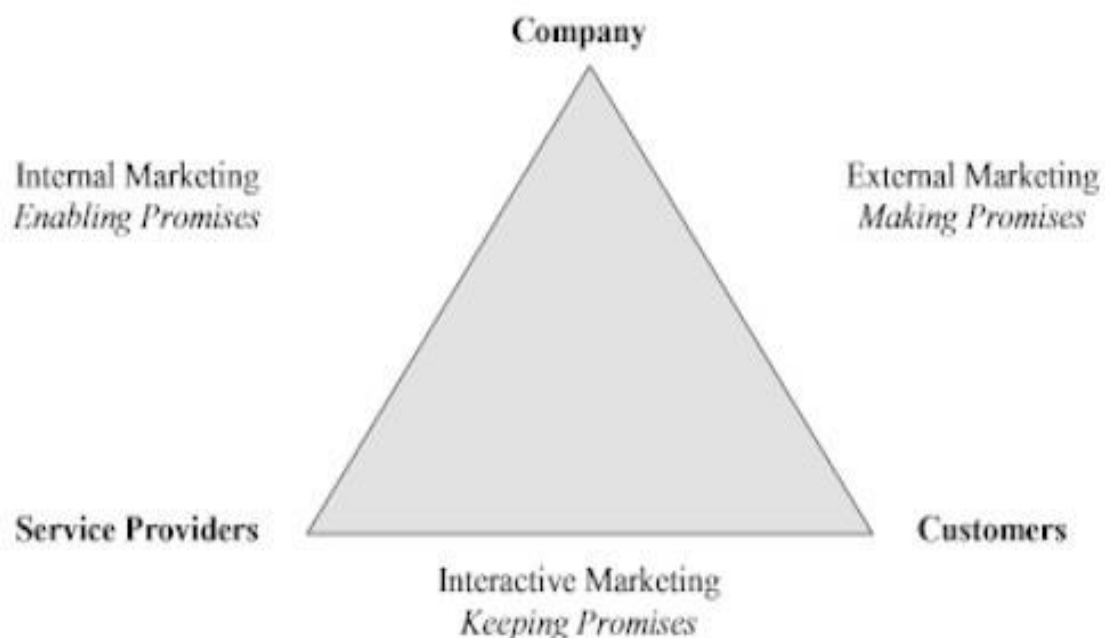 Company
Internal Marketing
Enabling Promises
External Marketing
Making Promises
Service Providers
Customers
Interactive Marketing
Keeping Promises